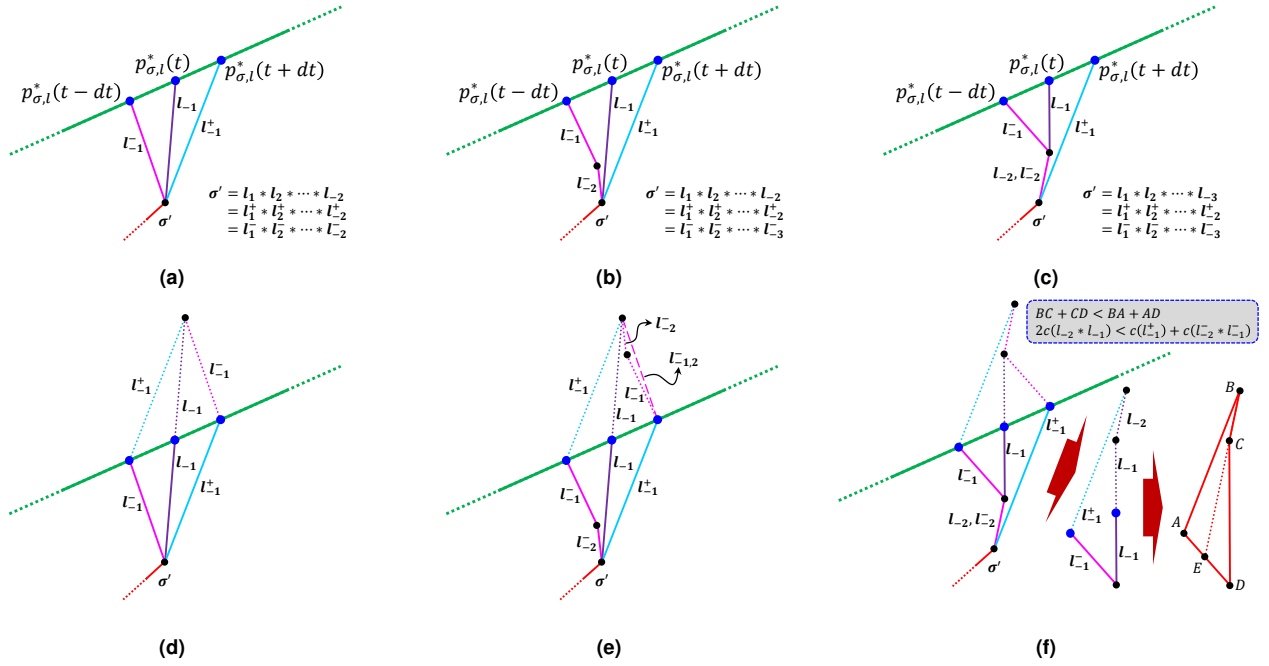 p*σ,l(t − dt)
p*σ,l(t)
p*σ,l(t + dt)
l⁻₋₁
l₋₁
l⁺₋₁
σ′
σ′ = l₁ * l₂ * ⋯ * l₋₂
= l⁺₁ * l⁺₂ * ⋯ * l⁺₋₂
= l⁻₁ * l⁻₂ * ⋯ * l⁻₋₂
(a)
p*σ,l(t − dt)
p*σ,l(t)
p*σ,l(t + dt)
l⁻₋₁
l₋₁
l⁺₋₁
l⁻₋₂
σ′
σ′ = l₁ * l₂ * ⋯ * l₋₂
= l⁺₁ * l⁺₂ * ⋯ * l⁺₋₂
= l⁻₁ * l⁻₂ * ⋯ * l⁻₋₃
(b)
p*σ,l(t − dt)
p*σ,l(t)
p*σ,l(t + dt)
l⁻₋₁
l₋₁
l⁺₋₁
l₋₂, l⁻₋₂
σ′
σ′ = l₁ * l₂ * ⋯ * l₋₃
= l⁺₁ * l⁺₂ * ⋯ * l⁺₋₂
= l⁻₁ * l⁻₂ * ⋯ * l⁻₋₃
(c)
l⁺₋₁
l⁻₋₁
l₋₁
l⁻₋₁
l₋₁
l⁺₋₁
σ′
(d)
l⁻₋₂
l⁻₋₁,₂
l⁺₋₁
l⁻₋₁
l₋₁
l⁻₋₁
l₋₁
l⁺₋₁
l⁻₋₂
σ′
(e)
BC + CD < BA + AD
2c(l₋₂ * l₋₁) < c(l⁺₋₁) + c(l⁻₋₂ * l⁻₋₁)
l⁺₋₁
l⁻₋₁
l₋₁
l₋₂, l⁻₋₂
σ′
l₋₂
l₋₁
l⁺₋₁
l⁻₋₁
l₋₁
B
C
A
E
D
(f)